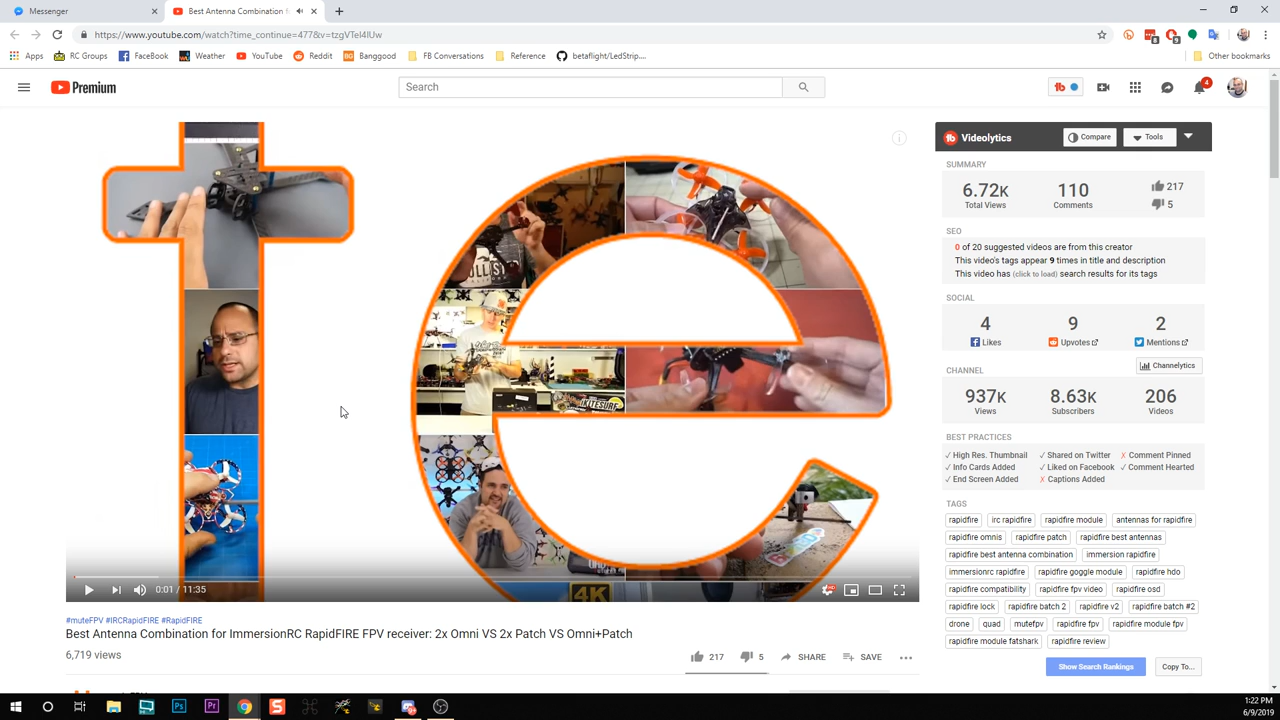 Messenger
Best Antenna Combination f
https://www.youtube.com/watch?time_continue=477&v=tzgVTel4lUw
8
9
Apps
RC Groups
FaceBook
Weather
YouTube
Reddit
Banggood
FB Conversations
Reference
betaflight/LedStrip....
Other bookmarks
Premium
Search
4
Videolytics
Compare
Tools
SUMMARY
6.72K
Total Views
110
Comments
217
5
SEO
0 of 20 suggested videos are from this creator
This video's tags appear 9 times in title and description
This video has (click to load) search results for its tags
SOCIAL
4
Likes
9
Upvotes
2
Mentions
Channelytics
CHANNEL
937K
Views
8.63K
Subscribers
206
Videos
BEST PRACTICES
✓ High Res. Thumbnail ✓ Shared on Twitter ✗ Comment Pinned
✓ Info Cards Added ✓ Liked on Facebook ✓ Comment Hearted
✓ End Screen Added ✗ Captions Added
TAGS
rapidfire irc rapidfire rapidfire module antennas for rapidfire
rapidfire omnis rapidfire patch rapidfire best antennas
rapidfire best antenna combination immersion rapidfire
immersionrc rapidfire rapidfire goggle module rapidfire hdo
rapidfire compatibility rapidfire fpv video rapidfire osd
rapidfire lock rapidfire batch 2 rapidfire v2 rapidfire batch #2
drone quad mutefpv rapidfire fpv rapidfire module fpv
rapidfire module fatshark rapidfire review
Show Search Rankings
Copy To...
te
KITESURF
4K
0:01 / 11:35
HD
#muteFPV #IRCRapidFIRE #RapidFIRE
Best Antenna Combination for ImmersionRC RapidFIRE FPV receiver: 2x Omni VS 2x Patch VS Omni+Patch
6,719 views
217
5
SHARE
SAVE
1:22 PM
6/9/2019